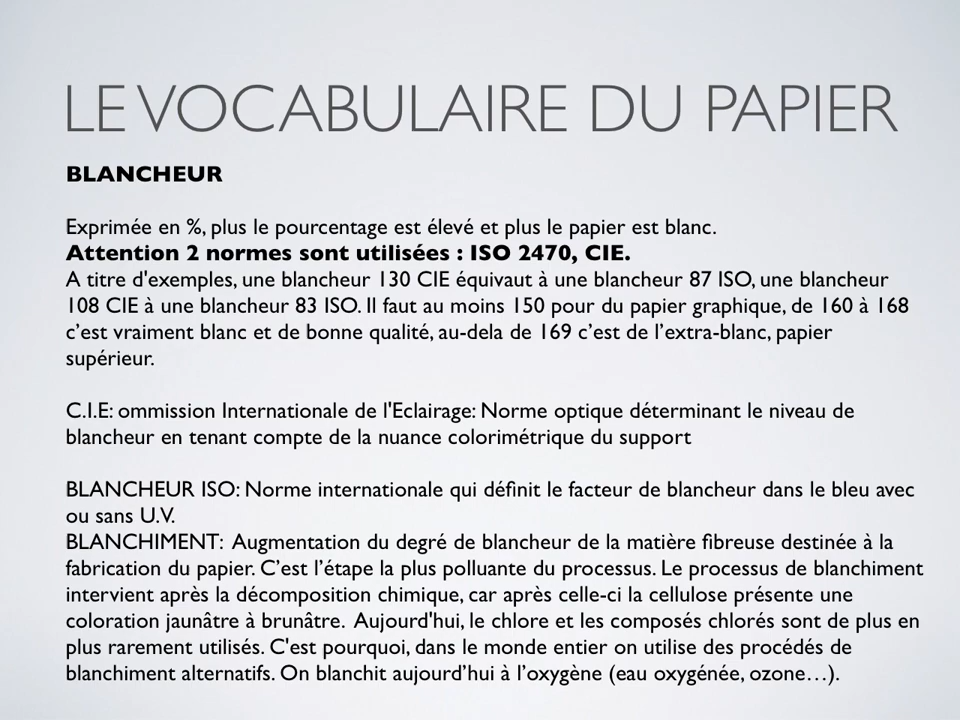 LE VOCABULAIRE DU PAPIER
BLANCHEUR
Exprimée en %, plus le pourcentage est élevé et plus le papier est blanc.
Attention 2 normes sont utilisées : ISO 2470, CIE.
A titre d'exemples, une blancheur 130 CIE équivaut à une blancheur 87 ISO, une blancheur
108 CIE à une blancheur 83 ISO. Il faut au moins 150 pour du papier graphique, de 160 à 168
c’est vraiment blanc et de bonne qualité, au-dela de 169 c’est de l’extra-blanc, papier
supérieur.
C.I.E: ommission Internationale de l'Eclairage: Norme optique déterminant le niveau de
blancheur en tenant compte de la nuance colorimétrique du support
BLANCHEUR ISO: Norme internationale qui définit le facteur de blancheur dans le bleu avec
ou sans U.V.
BLANCHIMENT: Augmentation du degré de blancheur de la matière fibreuse destinée à la
fabrication du papier. C’est l’étape la plus polluante du processus. Le processus de blanchiment
intervient après la décomposition chimique, car après celle-ci la cellulose présente une
coloration jaunâtre à brunâtre. Aujourd'hui, le chlore et les composés chlorés sont de plus en
plus rarement utilisés. C'est pourquoi, dans le monde entier on utilise des procédés de
blanchiment alternatifs. On blanchit aujourd’hui à l’oxygène (eau oxygénée, ozone…).